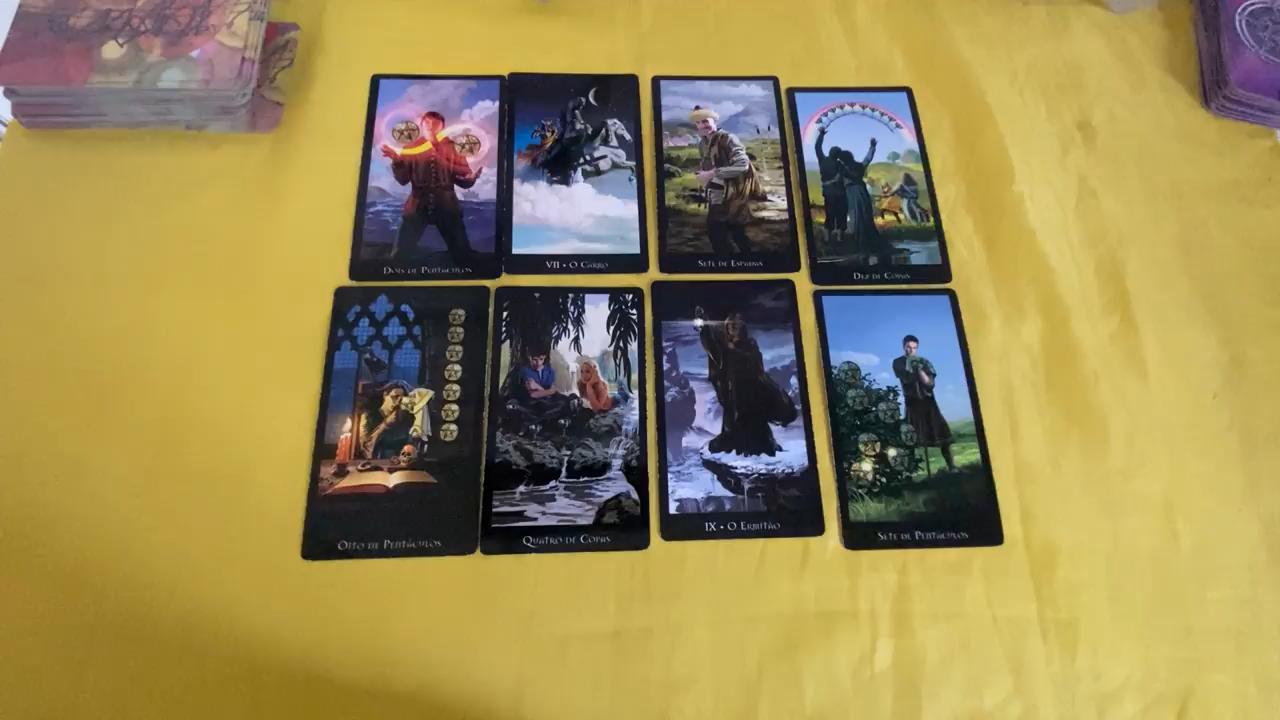 Dois de Pentáculos
VII • O Carro
Sete de Espadas
Dez de Copas
Oito de Pentáculos
Quatro de Copas
IX • O Ermitão
Sete de Pentáculos